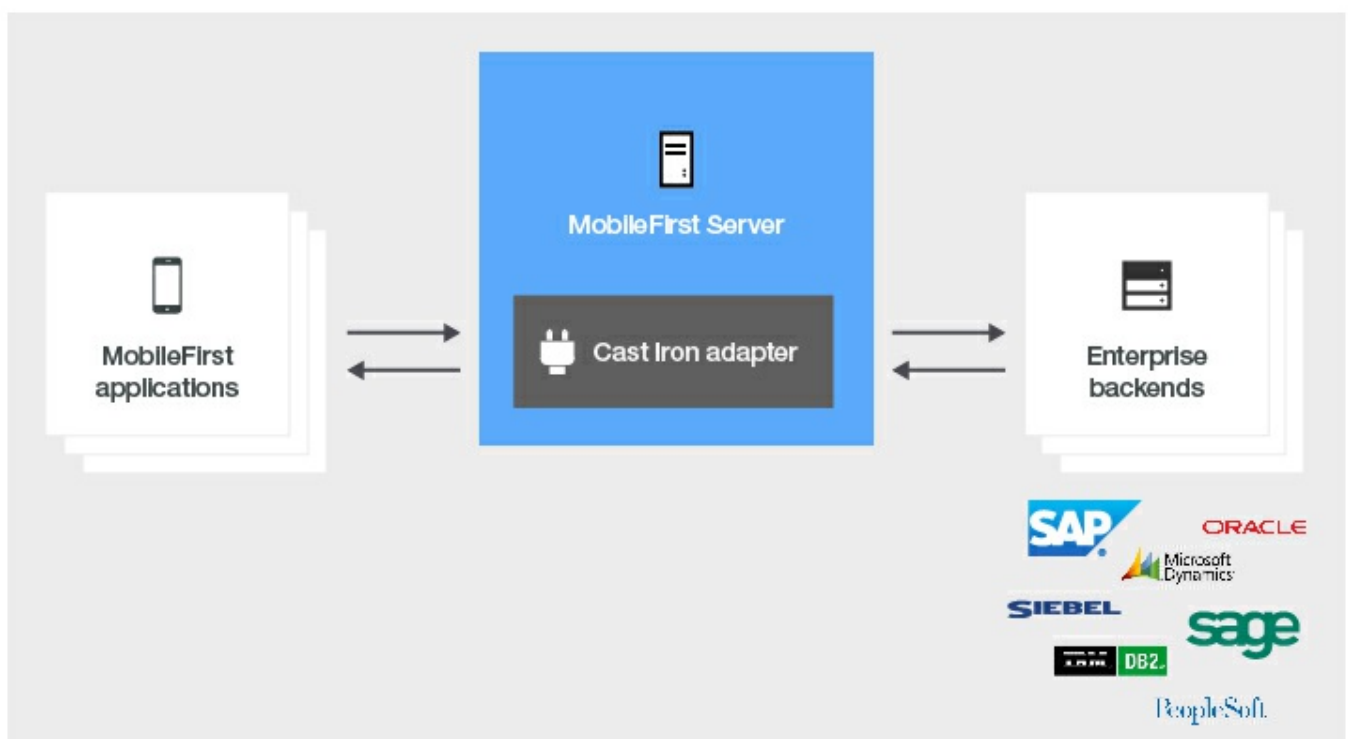 MobileFirst Server
Cast Iron adapter
MobileFirst
applications
Enterprise
backends
SAP
ORACLE
Microsoft
Dynamics
SIEBEL
sage
IBM DB2.
PeopleSoft.